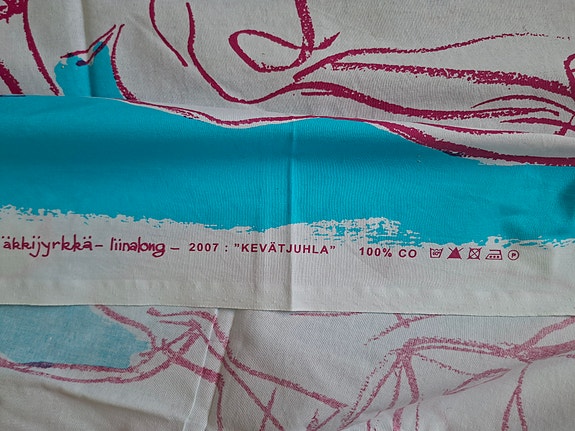 äkkijyrkkä - liinalong - 2007 : "KEVÄTJUHLA" 100% CO